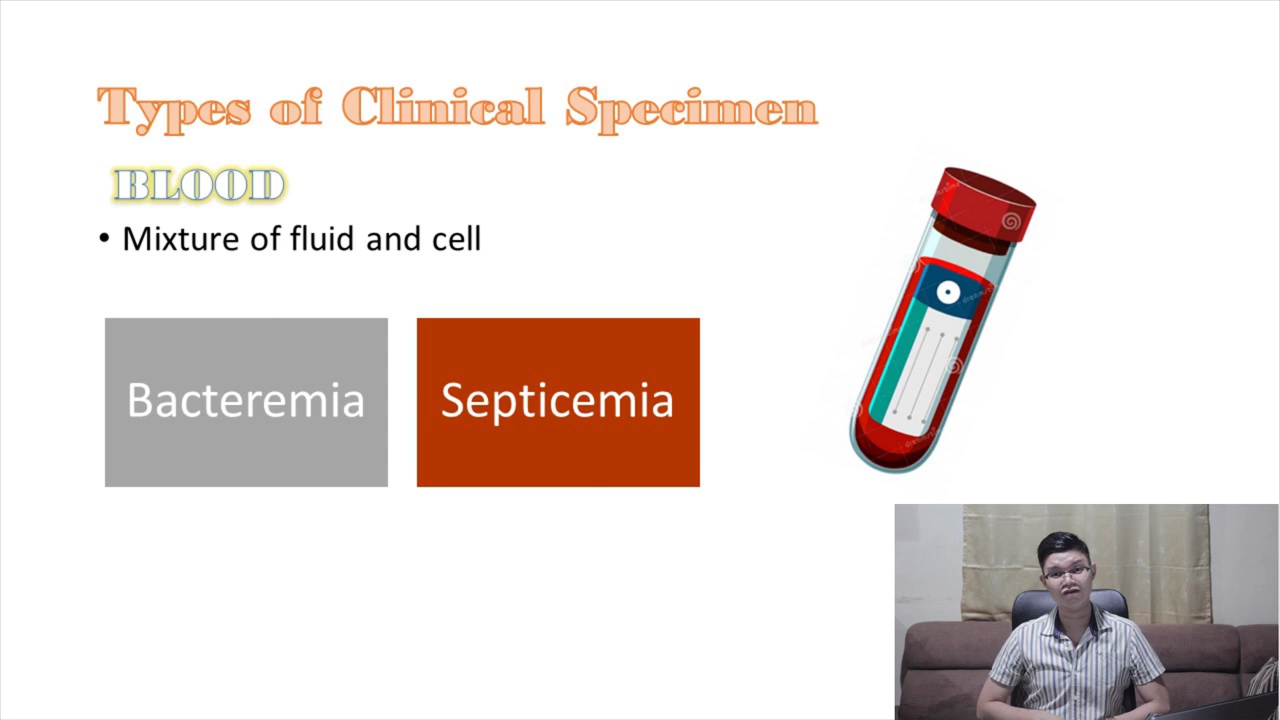 Types of Clinical Specimen
BLOOD
• Mixture of fluid and cell
Bacteremia
Septicemia